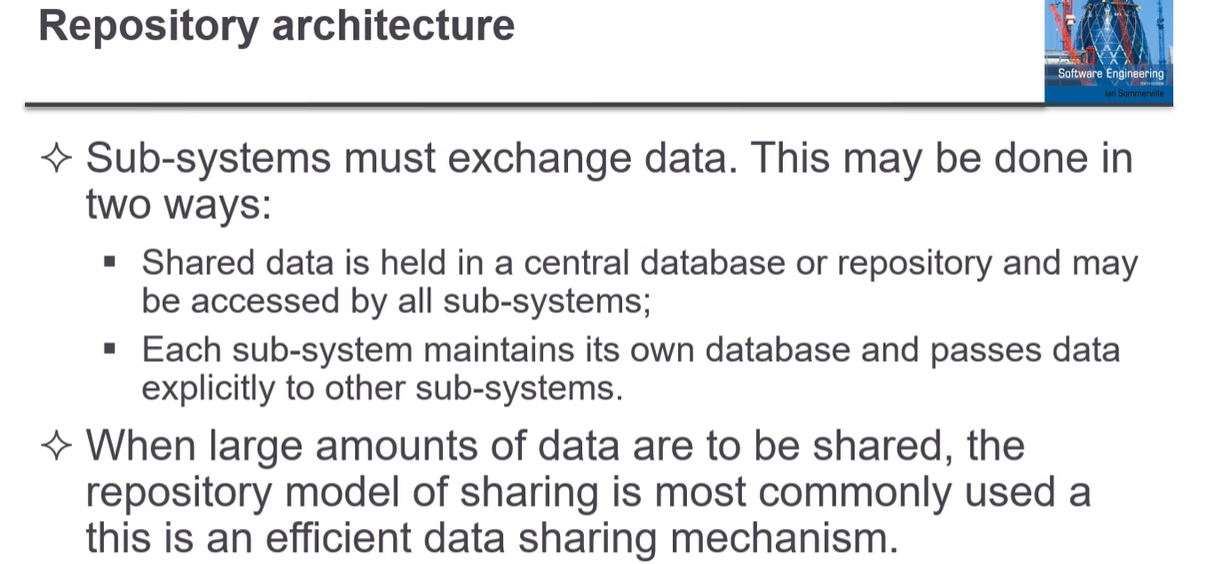 Repository architecture
Software Engineering
Ian Sommerville
Sub-systems must exchange data. This may be done in
two ways:
Shared data is held in a central database or repository and may
be accessed by all sub-systems;
Each sub-system maintains its own database and passes data
explicitly to other sub-systems.
When large amounts of data are to be shared, the
repository model of sharing is most commonly used a
this is an efficient data sharing mechanism.